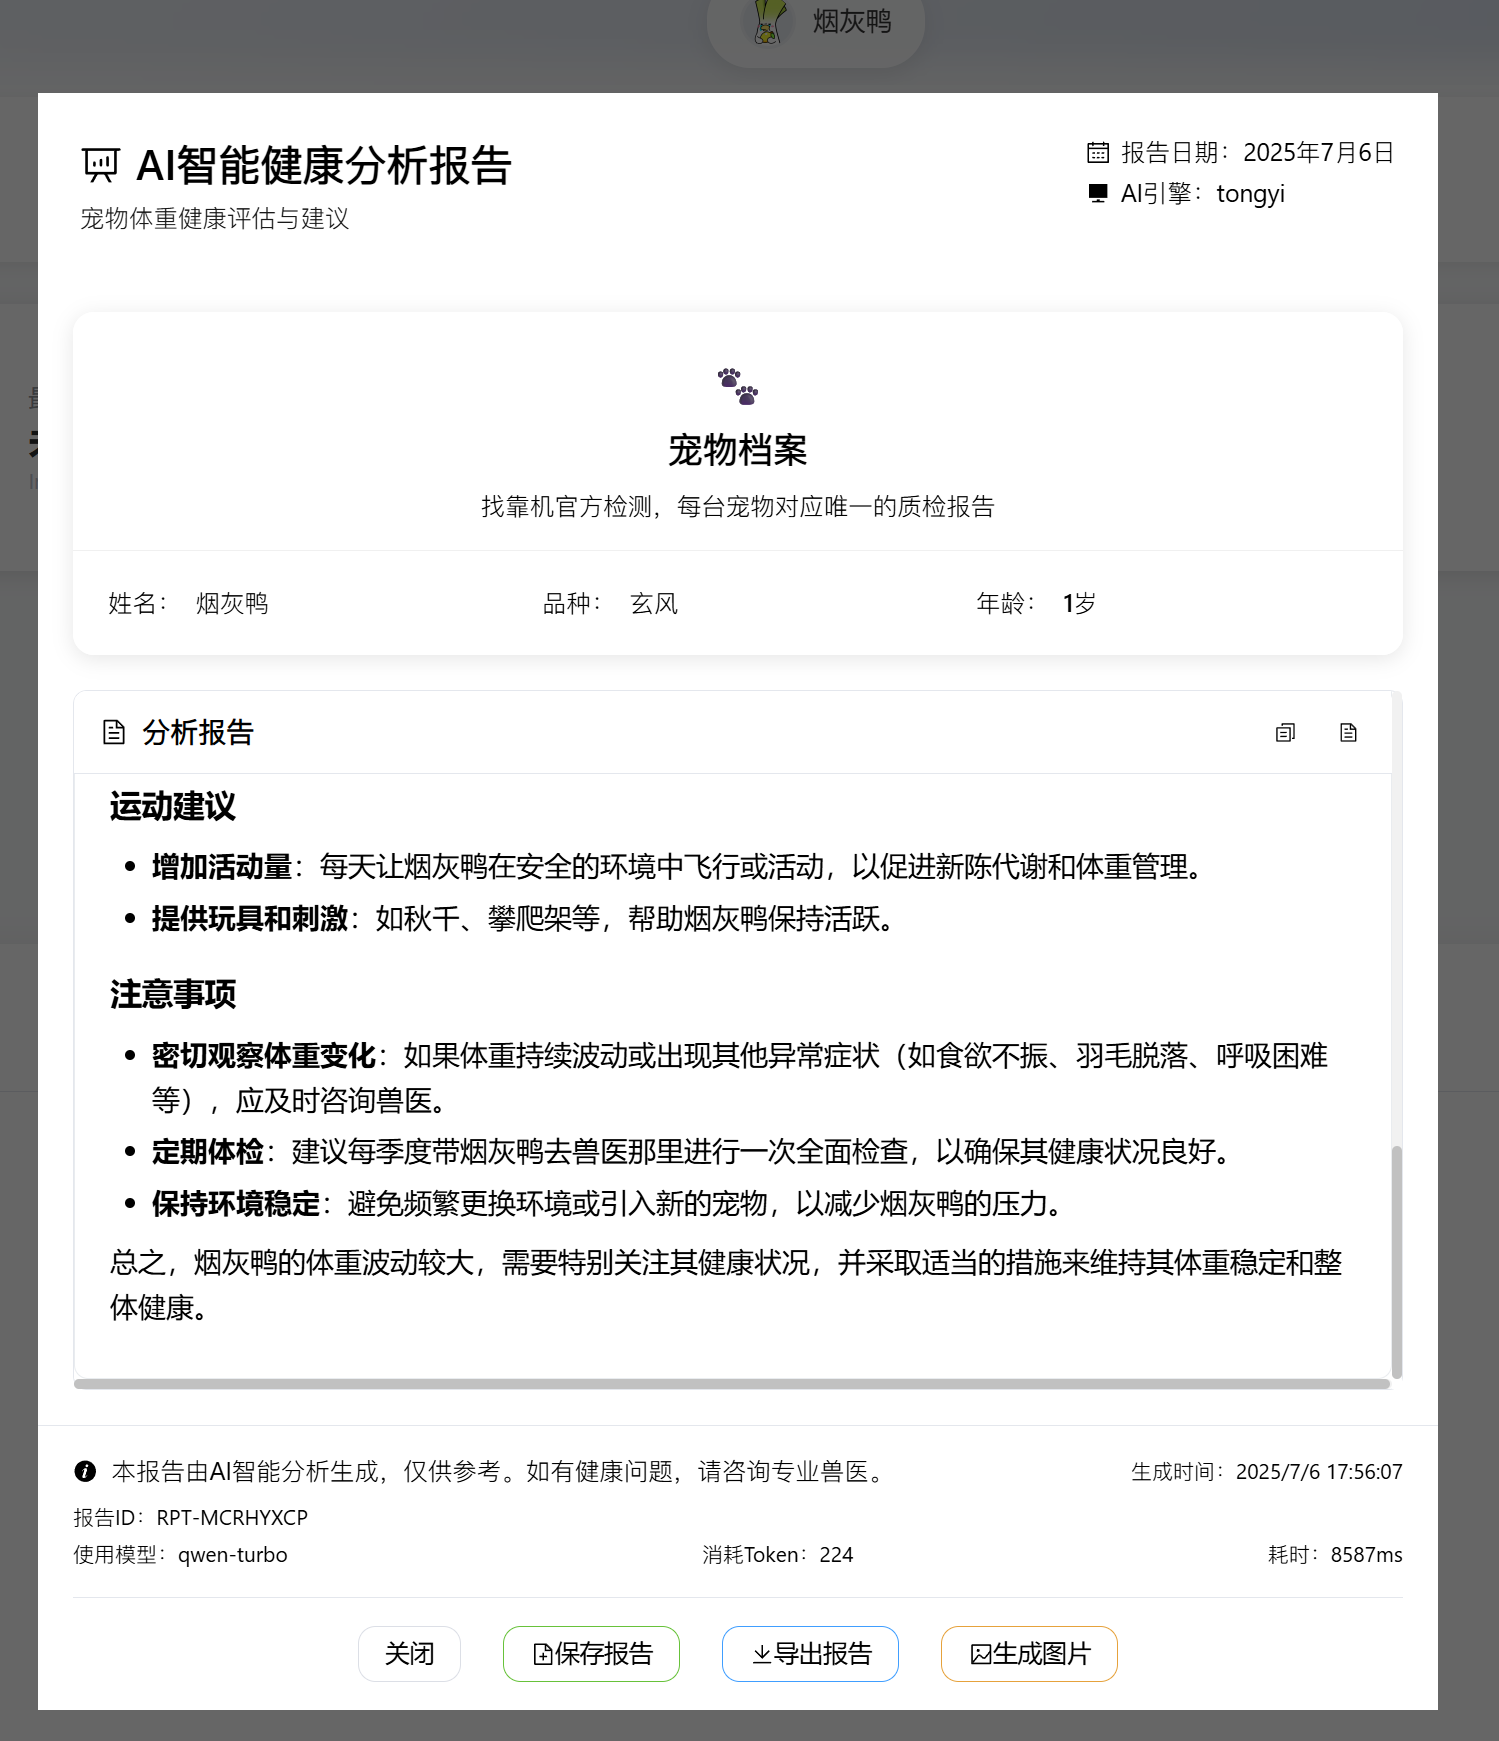 烟灰鸭
AI智能健康分析报告
宠物体重健康评估与建议
报告日期：2025年7月6日
AI引擎：tongyi
宠物档案
找靠机官方检测，每台宠物对应唯一的质检报告
姓名：烟灰鸭
品种：玄风
年龄：1岁
分析报告
运动建议
增加活动量：每天让烟灰鸭在安全的环境中飞行或活动，以促进新陈代谢和体重管理。
提供玩具和刺激：如秋千、攀爬架等，帮助烟灰鸭保持活跃。
注意事项
密切观察体重变化：如果体重持续波动或出现其他异常症状（如食欲不振、羽毛脱落、呼吸困难
等），应及时咨询兽医。
定期体检：建议每季度带烟灰鸭去兽医那里进行一次全面检查，以确保其健康状况良好。
保持环境稳定：避免频繁更换环境或引入新的宠物，以减少烟灰鸭的压力。
总之，烟灰鸭的体重波动较大，需要特别关注其健康状况，并采取适当的措施来维持其体重稳定和整
体健康。
本报告由AI智能分析生成，仅供参考。如有健康问题，请咨询专业兽医。
生成时间：2025/7/6 17:56:07
报告ID：RPT-MCRHYXCP
使用模型：qwen-turbo
消耗Token：224
耗时：8587ms
关闭
保存报告
导出报告
生成图片